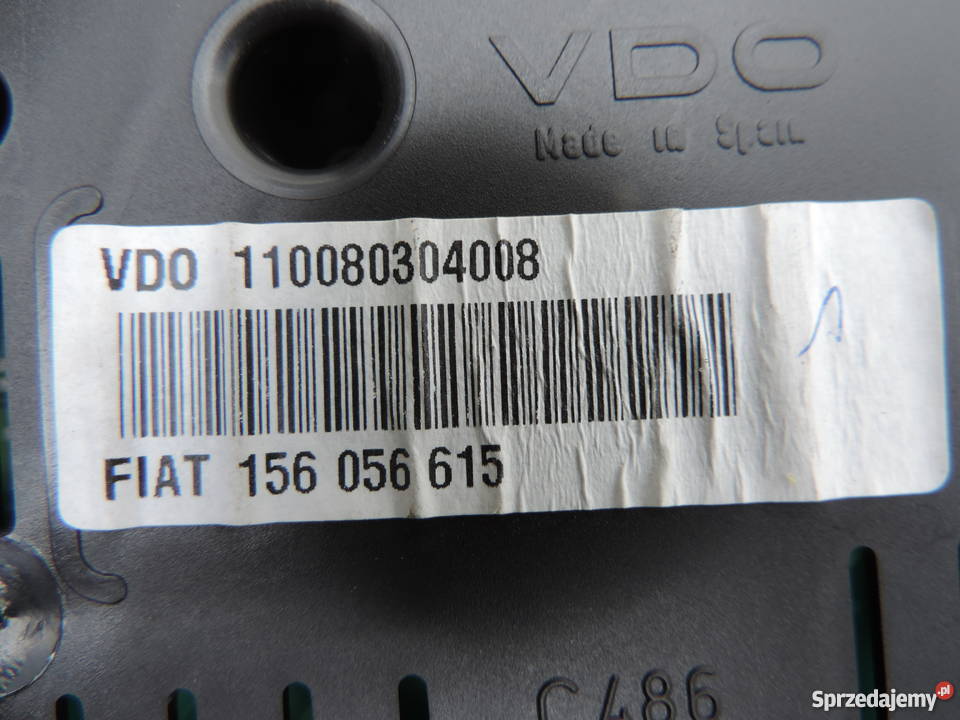 VDO
Made in Spain
VDO 110080304008
FIAT 156 056 615
C486
Sprzedajemy.pl